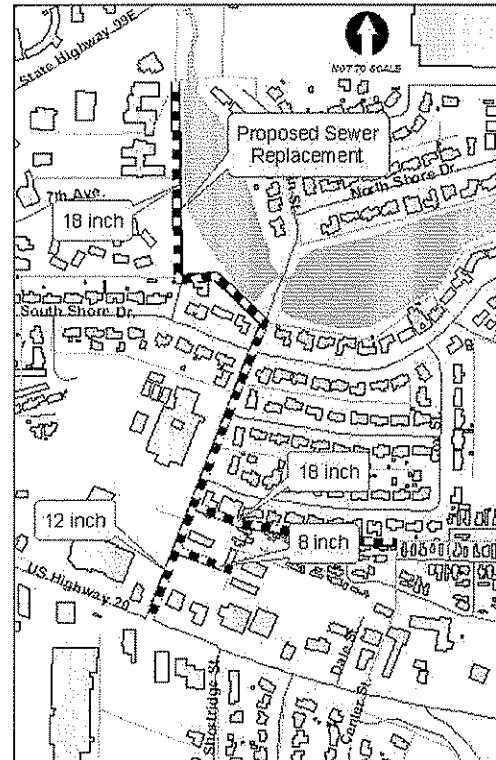 State Highway 99E
NOT TO SCALE
Proposed Sewer
Replacement
North Shore Dr.
7th Ave.
18 inch
South Shore Dr.
18 inch
12 inch
8 inch
US Highway 20
Shortridge St.
Dale St.
Center St.